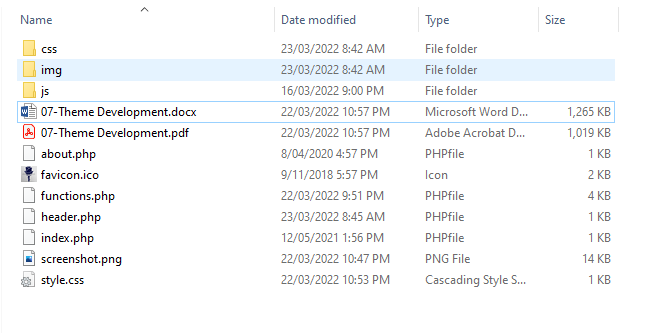 Name Date modified Type Size
css 23/03/2022 8:42 AM File folder
img 23/03/2022 8:42 AM File folder
js 16/03/2022 9:00 PM File folder
07-Theme Development.docx 22/03/2022 10:57 PM Microsoft Word D... 1,265 KB
07-Theme Development.pdf 22/03/2022 10:57 PM Adobe Acrobat D... 1,019 KB
about.php 8/04/2020 4:57 PM PHPfile 1 KB
favicon.ico 9/11/2018 5:57 PM Icon 2 KB
functions.php 22/03/2022 9:51 PM PHPfile 4 KB
header.php 23/03/2022 8:45 AM PHPfile 1 KB
index.php 12/05/2021 1:56 PM PHPfile 1 KB
screenshot.png 22/03/2022 10:47 PM PNG File 14 KB
style.css 22/03/2022 10:53 PM Cascading Style S... 1 KB